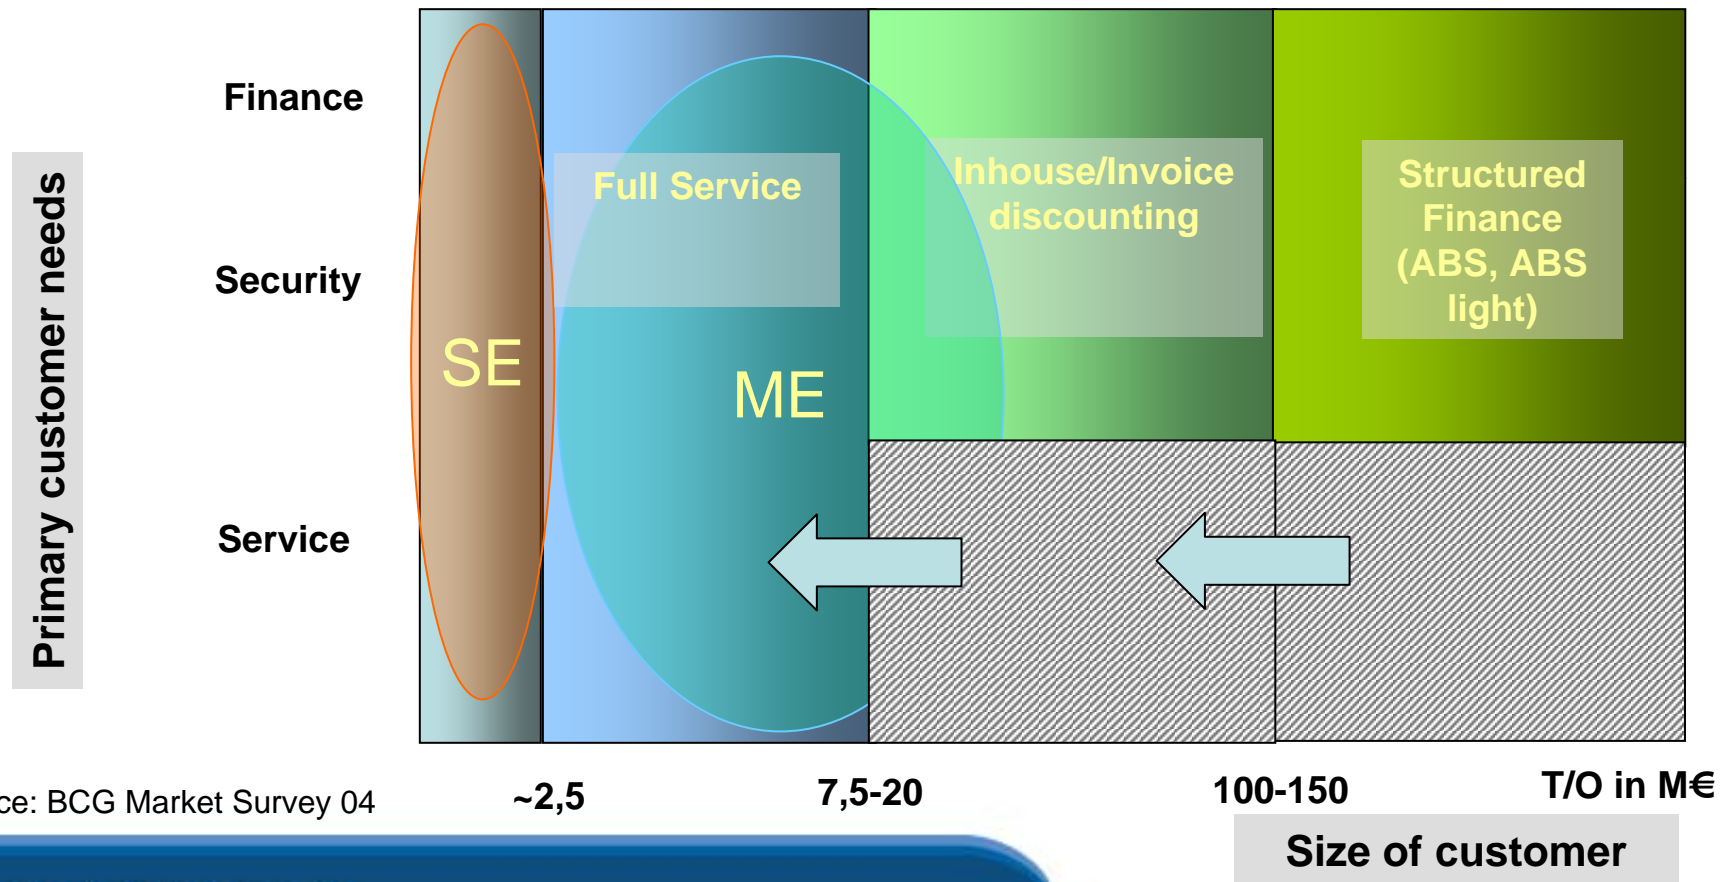 Finance
Full Service
Inhouse/Invoice
discounting
Structured
Finance
(ABS, ABS
light)
Primary customer needs
Security
SE
ME
Service
~2,5
7,5-20
100-150
T/O in M€
: BCG Market Survey 04
Size of customer